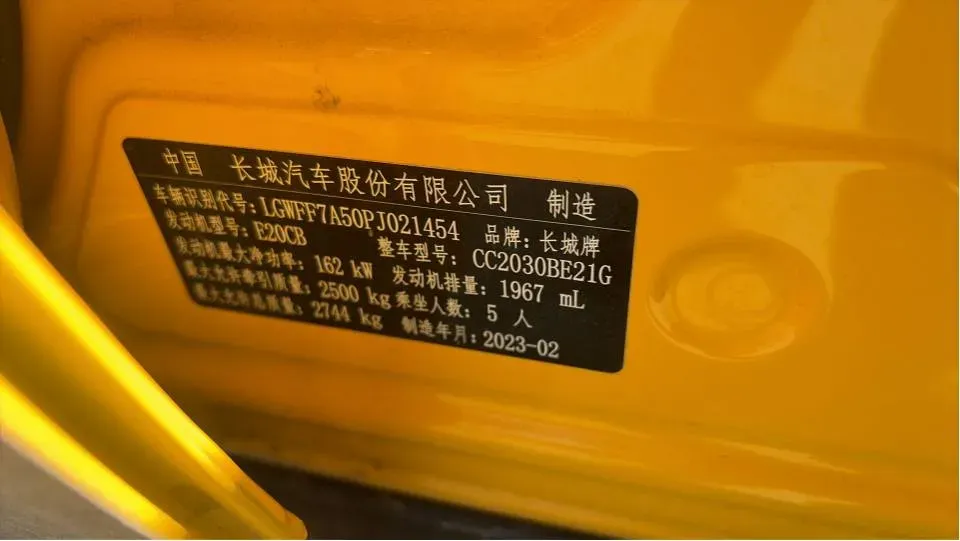 中国 长城汽车股份有限公司 制造
车辆识别代号:LGWFF7A50PJ021454 品牌:长城牌
发动机型号:E20CB 整车型号:CC2030BE21G
发动机最大净功率:162 kW 发动机排量:1967 mL
最大允许牵引质量:2500 kg 乘坐人数:5 人
最大允许总质量:2744 kg 制造年月:2023-02